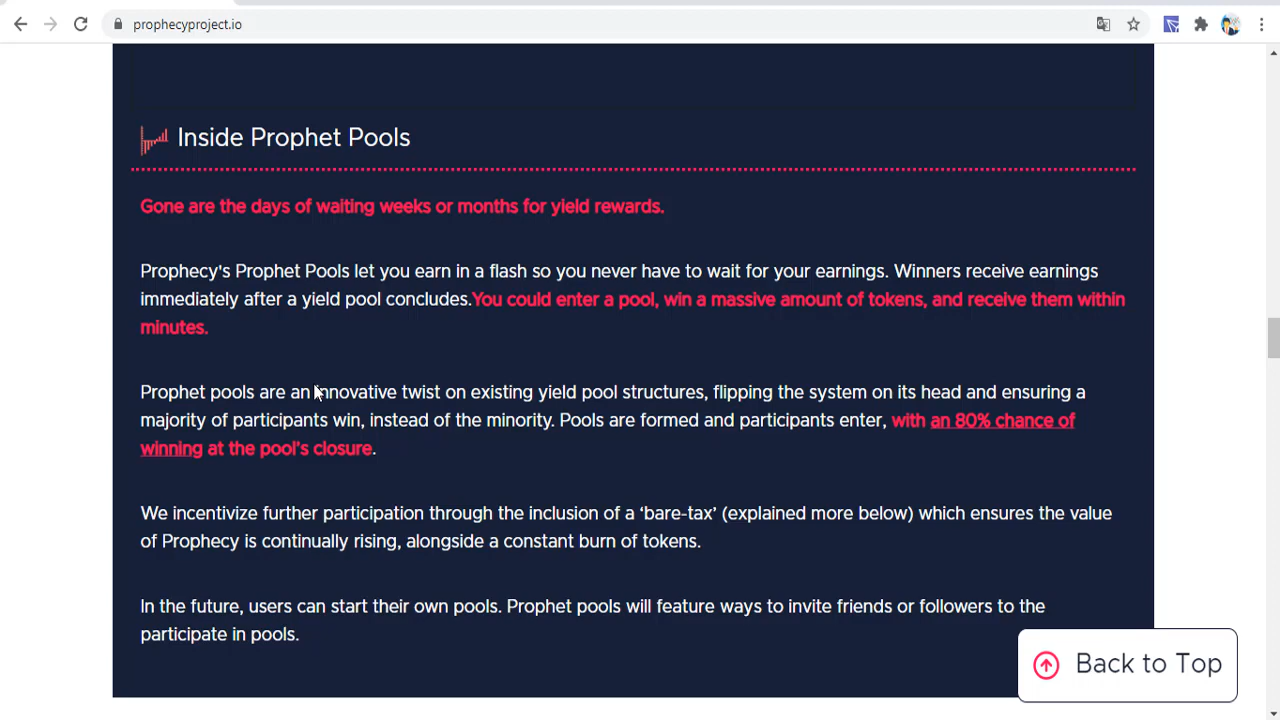 prophecyproject.io
Inside Prophet Pools
Gone are the days of waiting weeks or months for yield rewards.
Prophecy's Prophet Pools let you earn in a flash so you never have to wait for your earnings. Winners receive earnings
immediately after a yield pool concludes.You could enter a pool, win a massive amount of tokens, and receive them within
minutes.
Prophet pools are an innovative twist on existing yield pool structures, flipping the system on its head and ensuring a
majority of participants win, instead of the minority. Pools are formed and participants enter, with an 80% chance of
winning at the pool's closure.
We incentivize further participation through the inclusion of a ‘bare-tax’ (explained more below) which ensures the value
of Prophecy is continually rising, alongside a constant burn of tokens.
In the future, users can start their own pools. Prophet pools will feature ways to invite friends or followers to the
participate in pools.
Back to Top